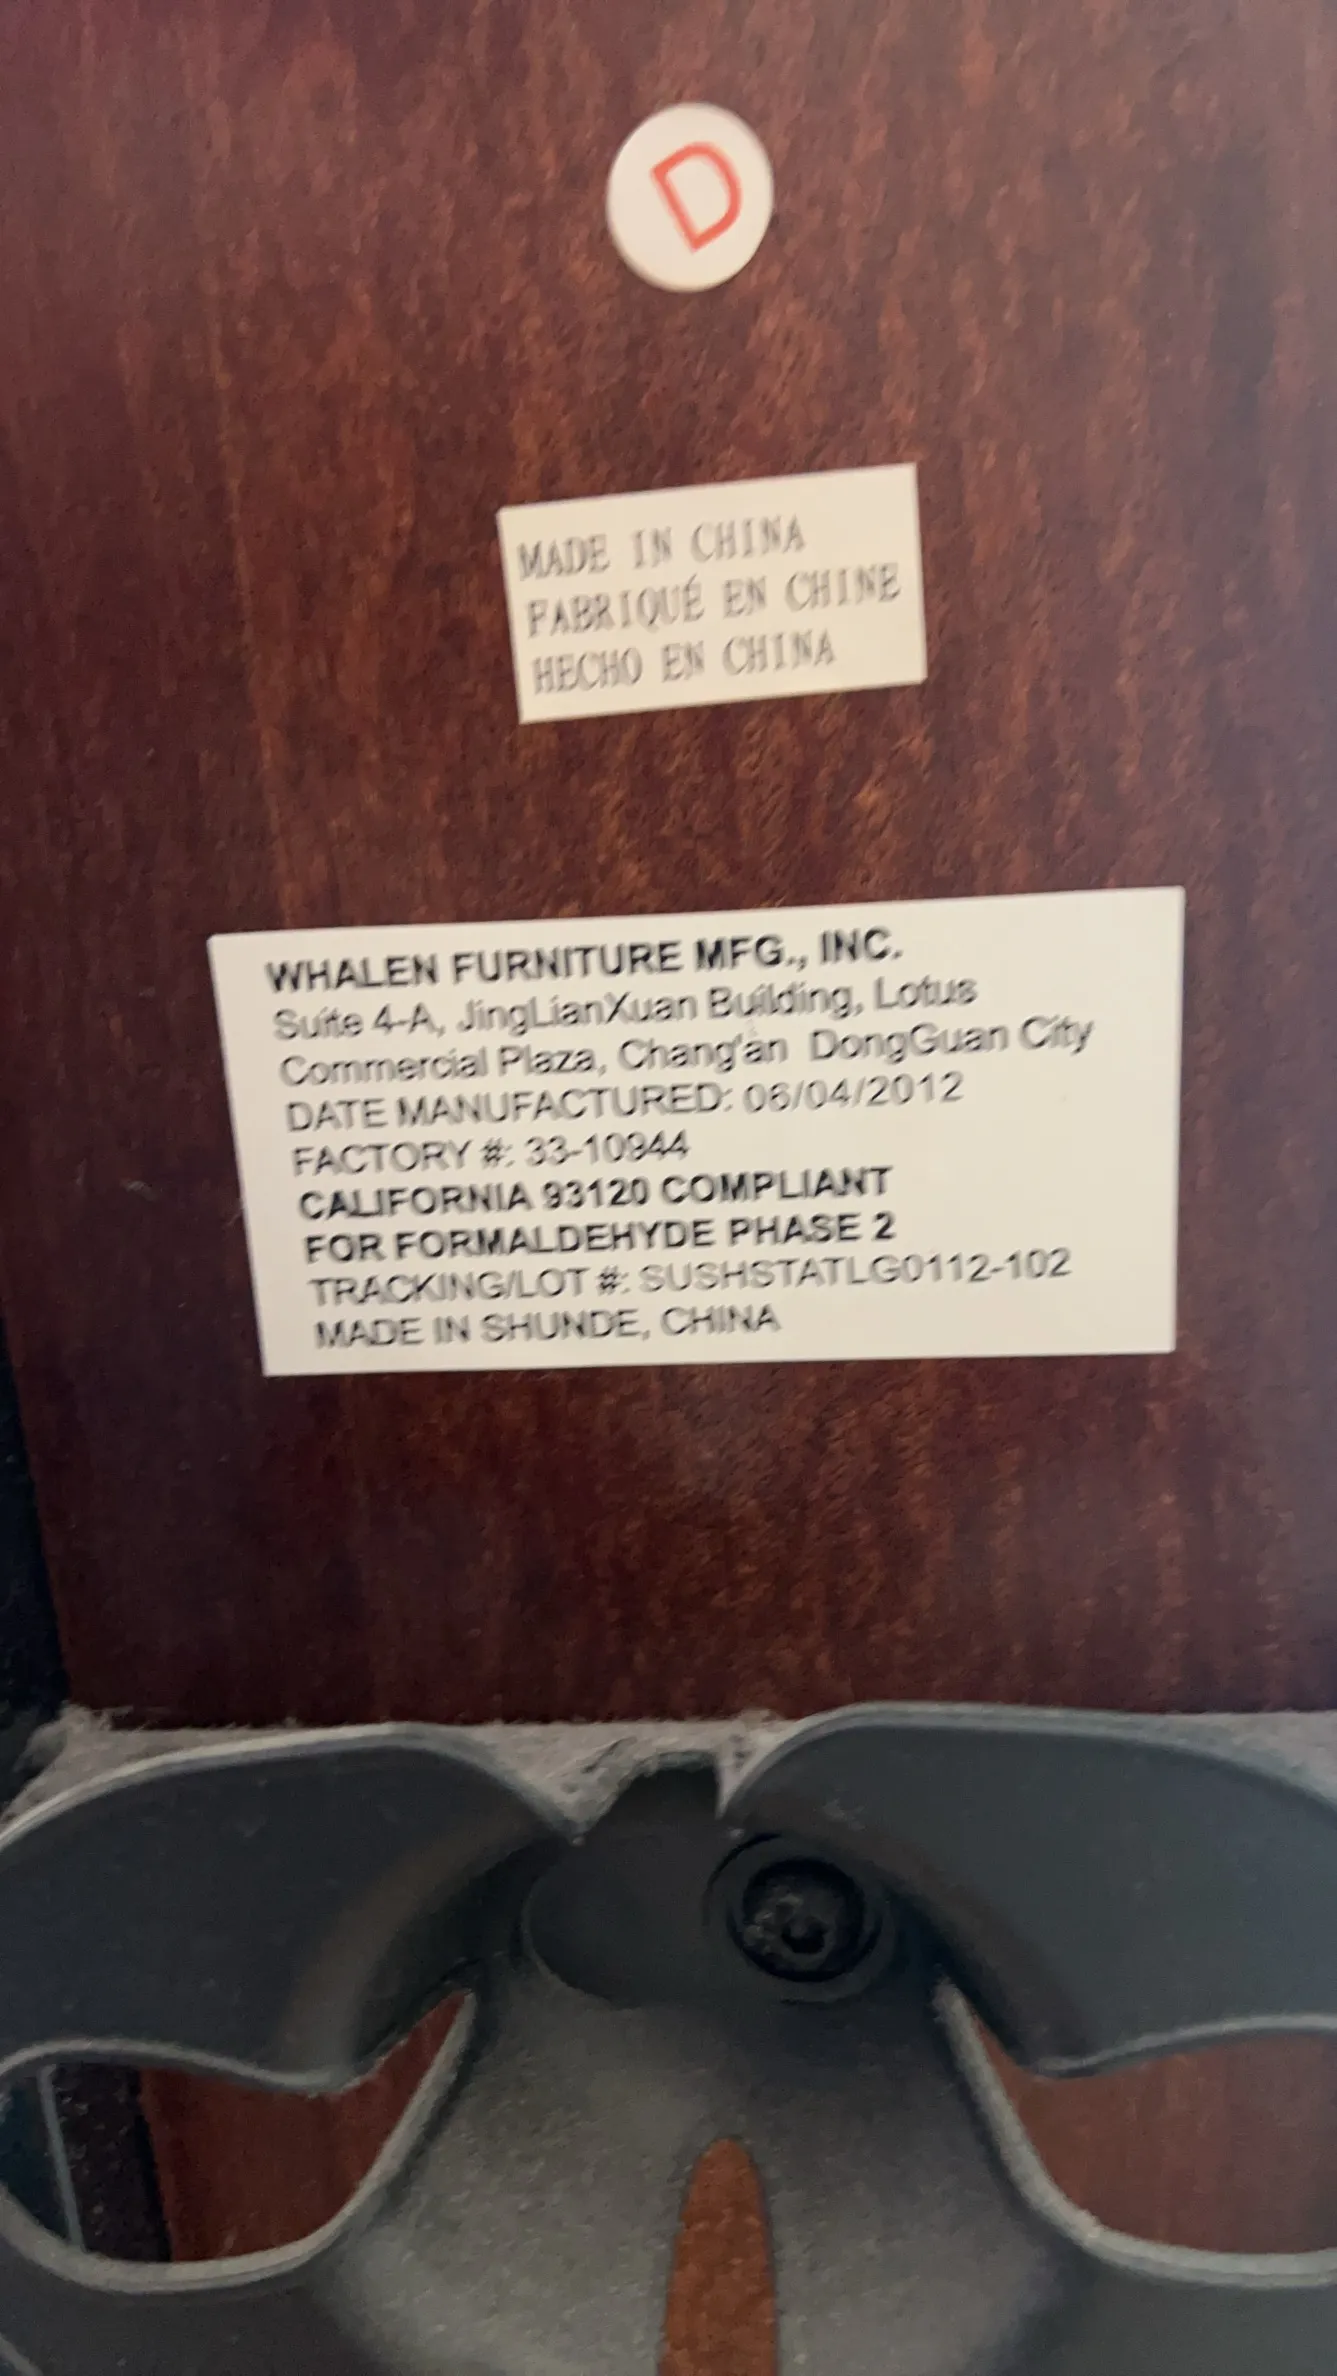 D
MADE IN CHINA
FABRIQUÉ EN CHINE
HECHO EN CHINA
WHALEN FURNITURE MFG., INC.
Suite 4-A, JingLianXuan Building, Lotus
Commercial Plaza, Chang'an DongGuan City
DATE MANUFACTURED: 06/04/2012
FACTORY #: 33-10944
CALIFORNIA 93120 COMPLIANT
FOR FORMALDEHYDE PHASE 2
TRACKING/LOT #: SUSHSTATLG0112-102
MADE IN SHUNDE, CHINA